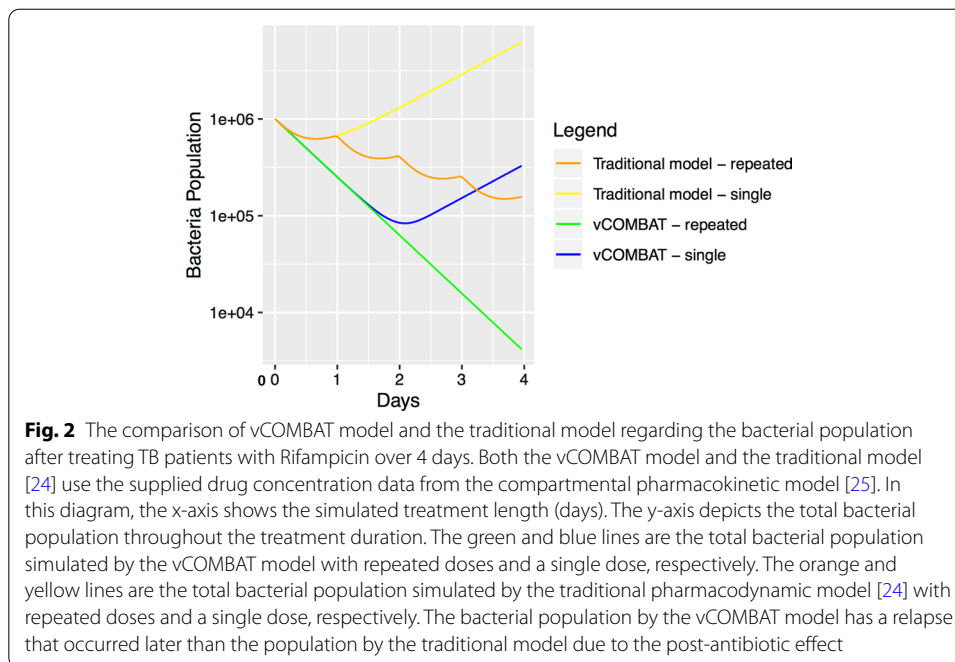 1e+06
1e+05
1e+04
Bacteria Population
0 0 1 2 3 4
Days
Legend
Traditional model – repeated
Traditional model – single
vCOMBAT – repeated
vCOMBAT – single
Fig. 2 The comparison of vCOMBAT model and the traditional model regarding the bacterial population
after treating TB patients with Rifampicin over 4 days. Both the vCOMBAT model and the traditional model
[24] use the supplied drug concentration data from the compartmental pharmacokinetic model [25]. In
this diagram, the x-axis shows the simulated treatment length (days). The y-axis depicts the total bacterial
population throughout the treatment duration. The green and blue lines are the total bacterial population
simulated by the vCOMBAT model with repeated doses and a single dose, respectively. The orange and
yellow lines are the total bacterial population simulated by the traditional pharmacodynamic model [24] with
repeated doses and a single dose, respectively. The bacterial population by the vCOMBAT model has a relapse
that occurred later than the population by the traditional model due to the post-antibiotic effect